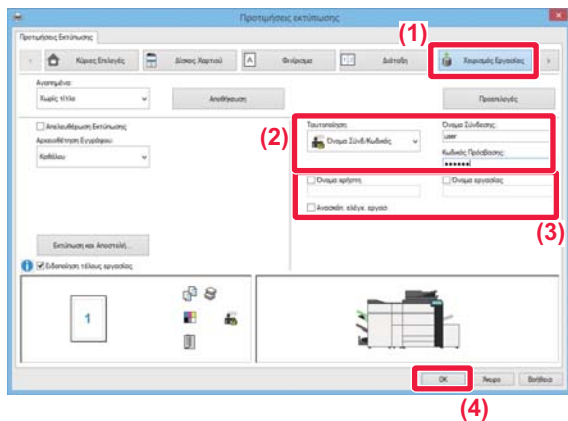 Προτιμήσεις εκτύπωσης
(1)
Προτιμήσεις Εκτύπωσης
Κύριες Επιλογές
Δίσκος Χαρτιού
Φινίρισμα
Διάταξη
Χειρισμός Εργασίας
Αγαπημένα:
Χωρίς τίτλο
Αποθήκευση
Προεπιλογές
Απελευθέρωση Εκτύπωσης
Αρχειοθέτηση Εγγράφου:
Καθόλου
(2)
Ταυτοποίηση:
Όνομα Σύνδ/Κωδικός
Όνομα Σύνδεσης:
user
Κωδικός Πρόσβασης:
••••••
Όνομα χρήστη
Όνομα εργασίας
Ανασκόπ. ελέγχ. εργασ
(3)
Εκτύπωση και Αποστολή...
Ειδοποίηση τέλους εργασίας
1
OK
Άκυρο
Βοήθεια
(4)